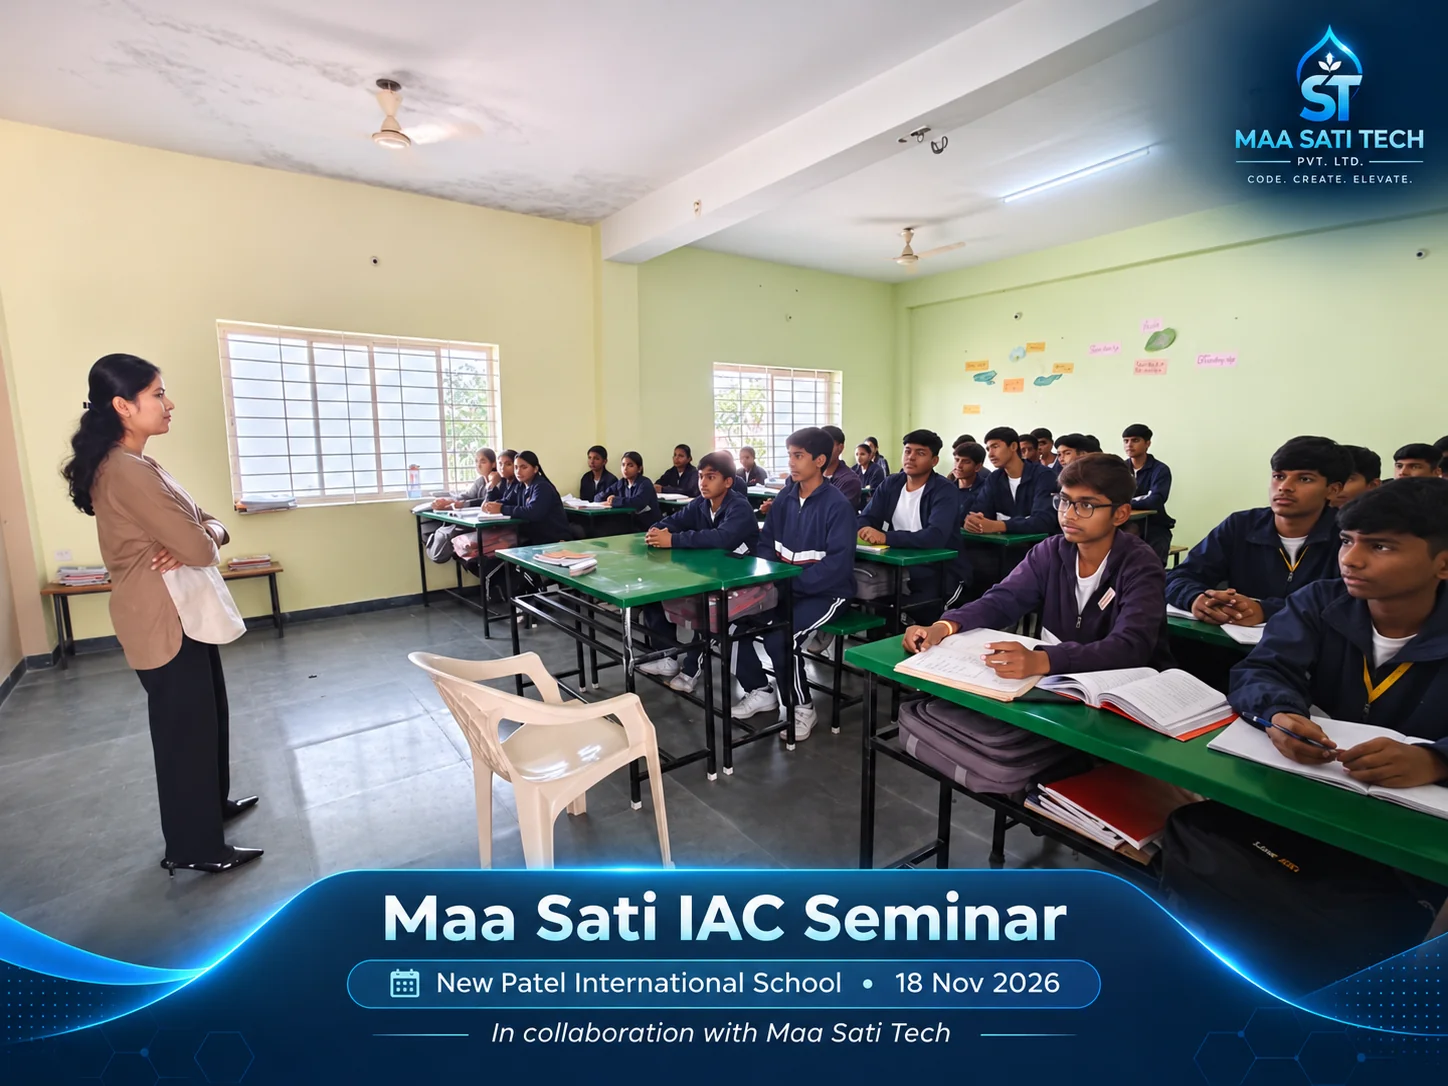 ST
MAA SATI TECH
PVT. LTD.
CODE. CREATE. ELEVATE.
Maa Sati IAC Seminar
New Patel International School • 18 Nov 2026
In collaboration with Maa Sati Tech